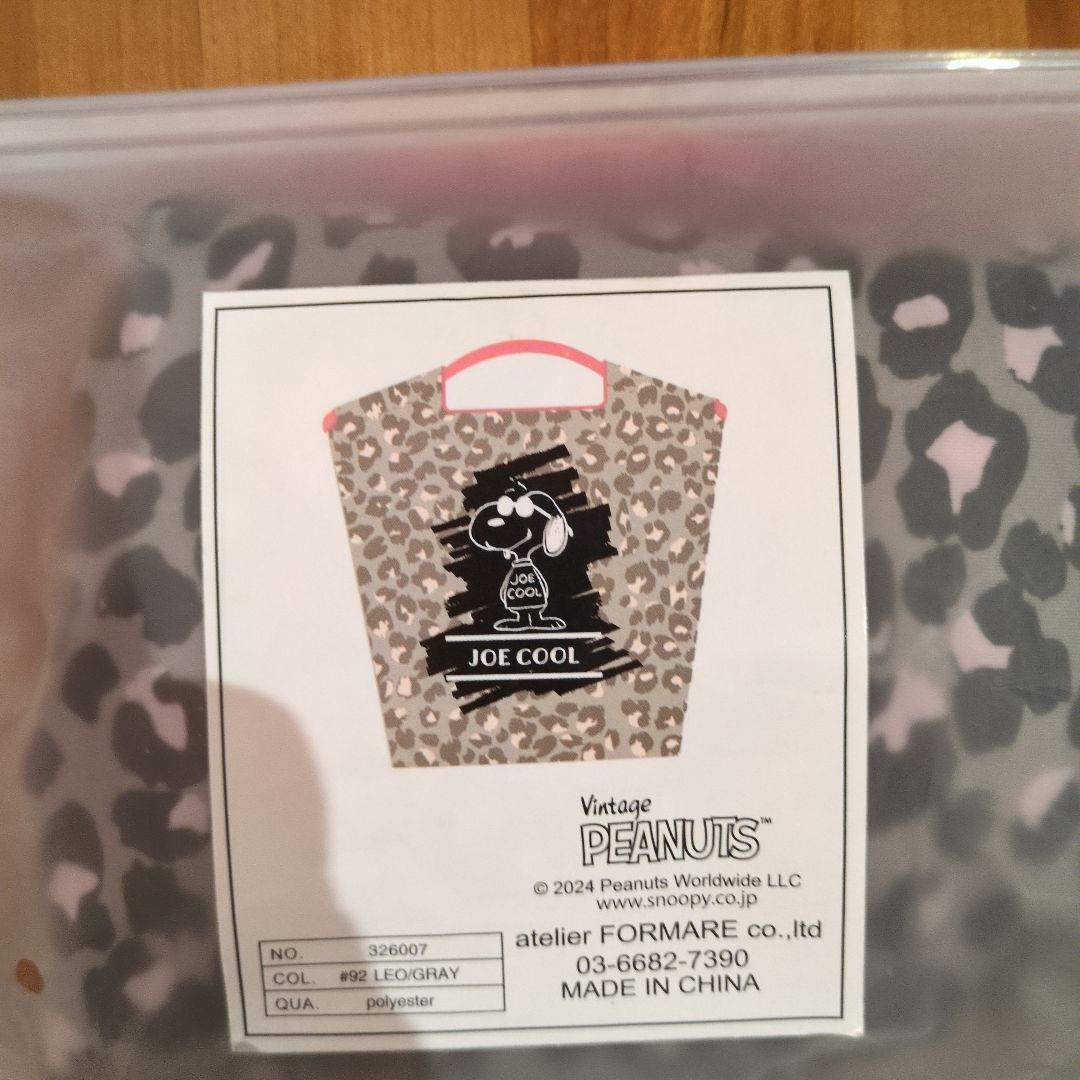 JOE
COOL
JOE COOL
Vintage
PEANUTS™
© 2024 Peanuts Worldwide LLC
www.snoopy.co.jp
atelier FORMARE co.,ltd
03-6682-7390
MADE IN CHINA
NO. 326007
COL. #92 LEO/GRAY
QUA. polyester